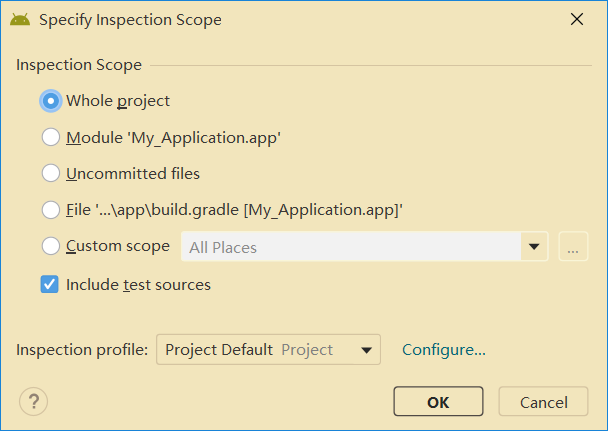 Specify Inspection Scope
Inspection Scope
Whole project
Module 'My_Application.app'
Uncommitted files
File '...\app\build.gradle [My_Application.app]'
Custom scope All Places ...
Include test sources
Inspection profile: Project Default Project Configure...
? OK Cancel